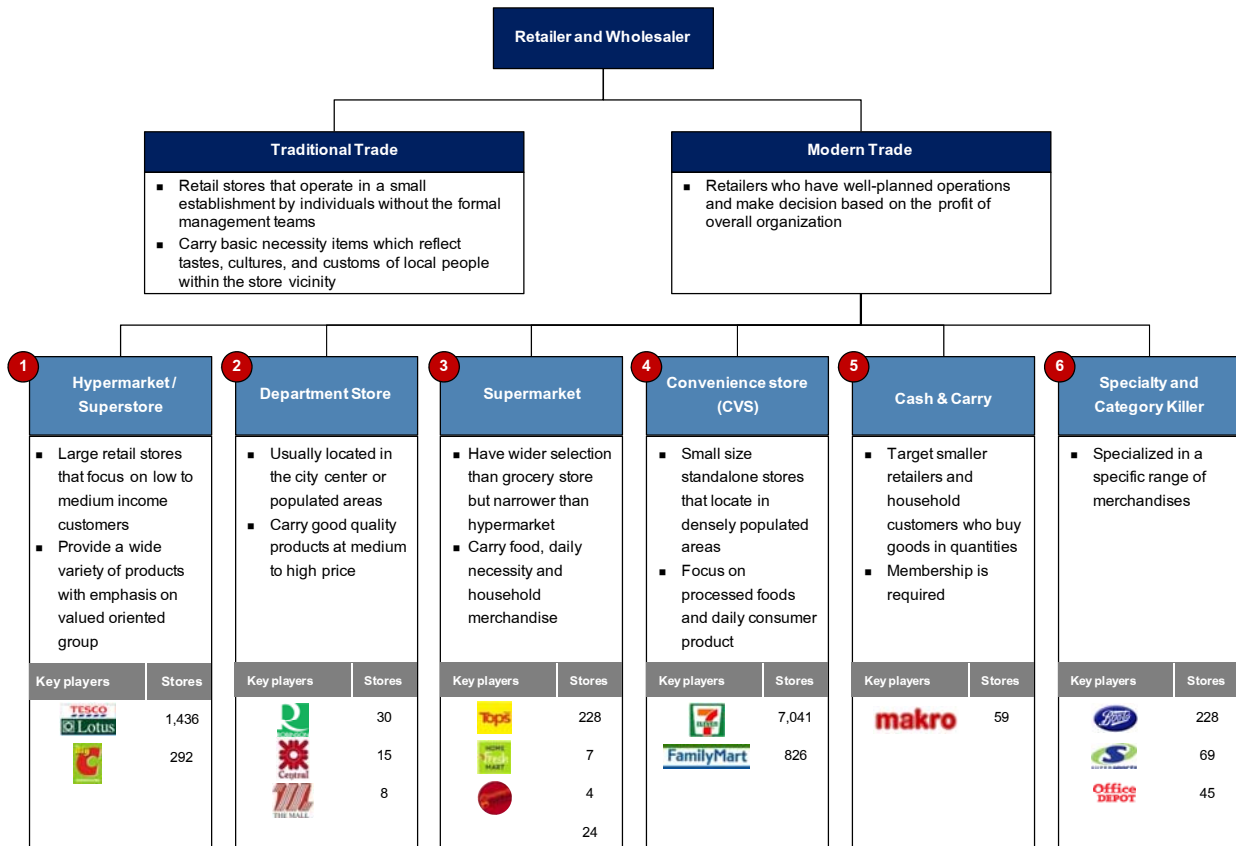 Retailer and Wholesaler
Traditional Trade
▪ Retail stores that operate in a small
establishment by individuals without the formal
management teams
▪ Carry basic necessity items which reflect
tastes, cultures, and customs of local people
within the store vicinity
Modern Trade
▪ Retailers who have well-planned operations
and make decision based on the profit of
overall organization
1
Hypermarket /
Superstore
▪ Large retail stores
that focus on low to
medium income
customers
▪ Provide a wide
variety of products
with emphasis on
valued oriented
group
Key players Stores
TESCO
Lotus
1,436
292
2
Department Store
▪ Usually located in
the city center or
populated areas
▪ Carry good quality
products at medium
to high price
Key players Stores
30
Central
15
THE MALL
8
3
Supermarket
▪ Have wider selection
than grocery store
but narrower than
hypermarket
▪ Carry food, daily
necessity and
household
merchandise
Key players Stores
Tops
228
HOME
Fresh
MART
7
4
24
4
Convenience store
(CVS)
▪ Small size
standalone stores
that locate in
densely populated
areas
▪ Focus on
processed foods
and daily consumer
product
Key players Stores
7 ELEVEN
7,041
FamilyMart
826
5
Cash & Carry
▪ Target smaller
retailers and
household
customers who buy
goods in quantities
▪ Membership is
required
Key players Stores
makro
59
6
Specialty and
Category Killer
▪ Specialized in a
specific range of
merchandises
Key players Stores
Boots
228
69
Office
DEPOT
45